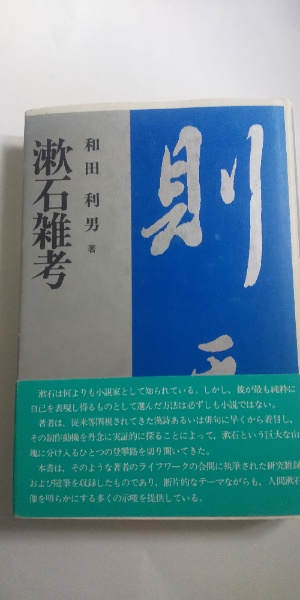 漱石雑考
和田利男 著
則
天
漱石は何よりも小説家として知られている。しかし、彼が最も純粋に
自己を表現し得るものとして選んだ方法は必ずしも小説ではない。
著者は、従来等閑視されてきた漢詩あるいは俳句に早くから着目し、
その制作動機を丹念に実証的に探ることによって、漱石という巨大な山
塊に分け入るひとつの登攀路を切り開いてきた。
本書は、そのような著者のライフワークの合間に執筆された研究雑録
および随筆を収録したものであり、断片的なテーマながらも、人間漱石
像を明らかにする多くの示唆を提供している。